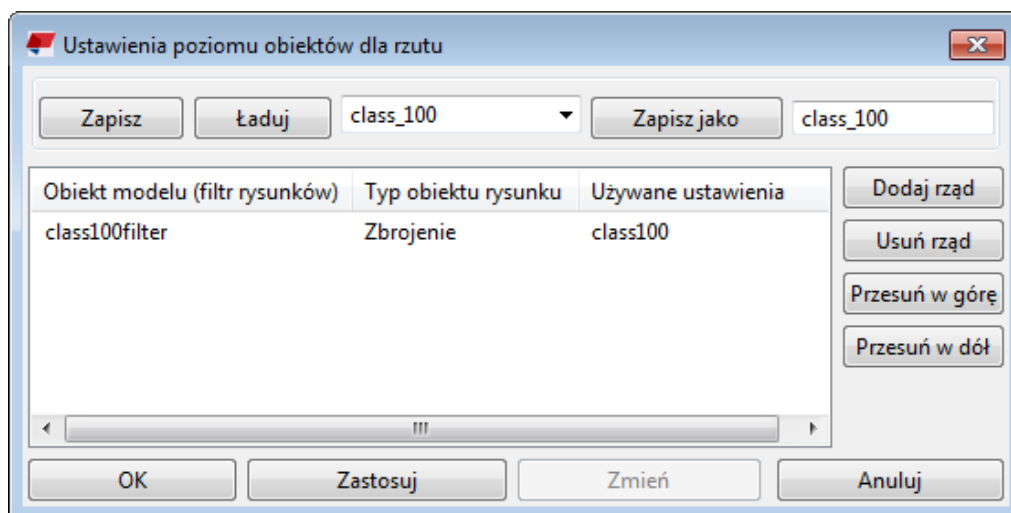 Ustawienia poziomu obiektów dla rzutu
Zapisz Ładuj class_100 Zapisz jako class_100
Obiekt modelu (filtr rysunków) Typ obiektu rysunku Używane ustawienia
class100filter Zbrojenie class100
Dodaj rząd
Usuń rząd
Przesuń w górę
Przesuń w dół
OK Zastosuj Zmień Anuluj